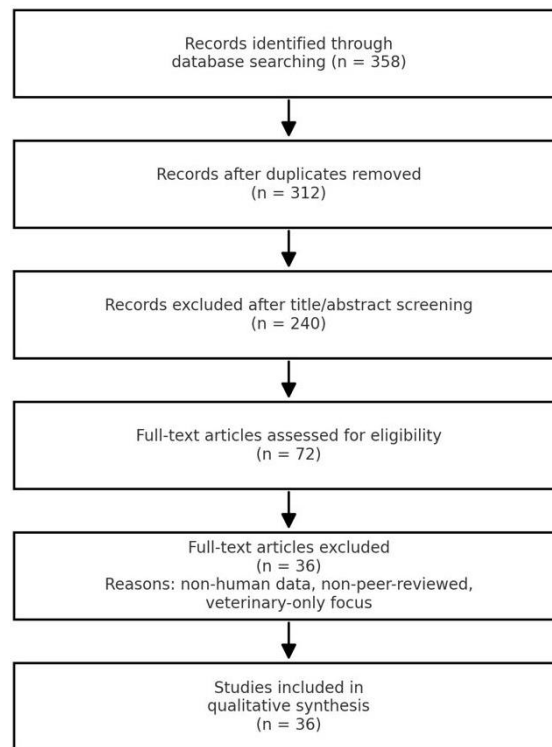 Records identified through
database searching (n = 358)
Records after duplicates removed
(n = 312)
Records excluded after title/abstract screening
(n = 240)
Full-text articles assessed for eligibility
(n = 72)
Full-text articles excluded
(n = 36)
Reasons: non-human data, non-peer-reviewed,
veterinary-only focus
Studies included in
qualitative synthesis
(n = 36)